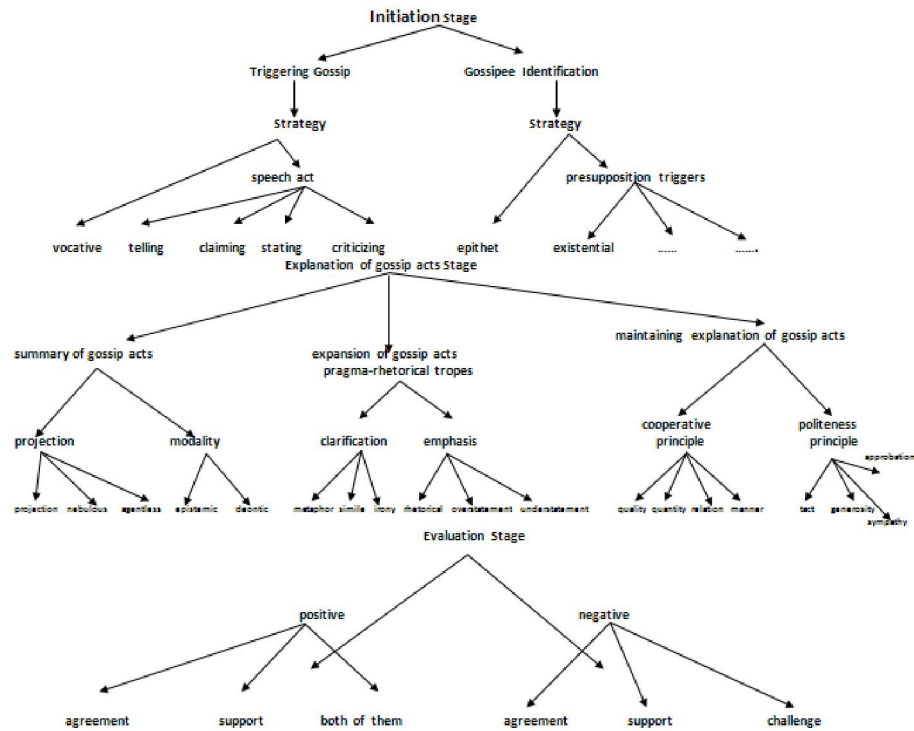 Initiation Stage
Triggering Gossip Gossipee Identification
Strategy Strategy
speech act presupposition triggers
vocative telling claiming stating criticizing epithet existential ...... .......
Explanation of gossip acts Stage
summary of gossip acts expansion of gossip acts maintaining explanation of gossip acts
pragma-rhetorical tropes
projection modality clarification emphasis cooperative politeness
principle principle
approbation
projection nebulous agentless epistemic deontic metaphor simile irony rhetorical overstatement understatement quality quantity relation manner tact generosity
sympathy
Evaluation Stage
positive negative
agreement support both of them agreement support challenge